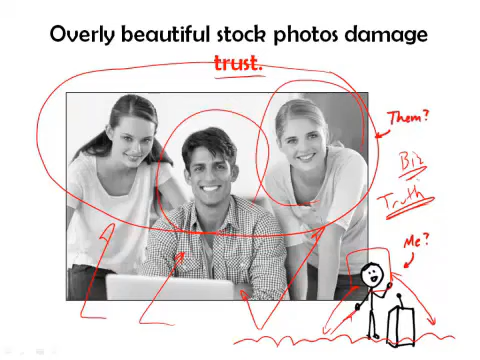 Overly beautiful stock photos damage
trust.
Them?
Biz
Truth
Me?